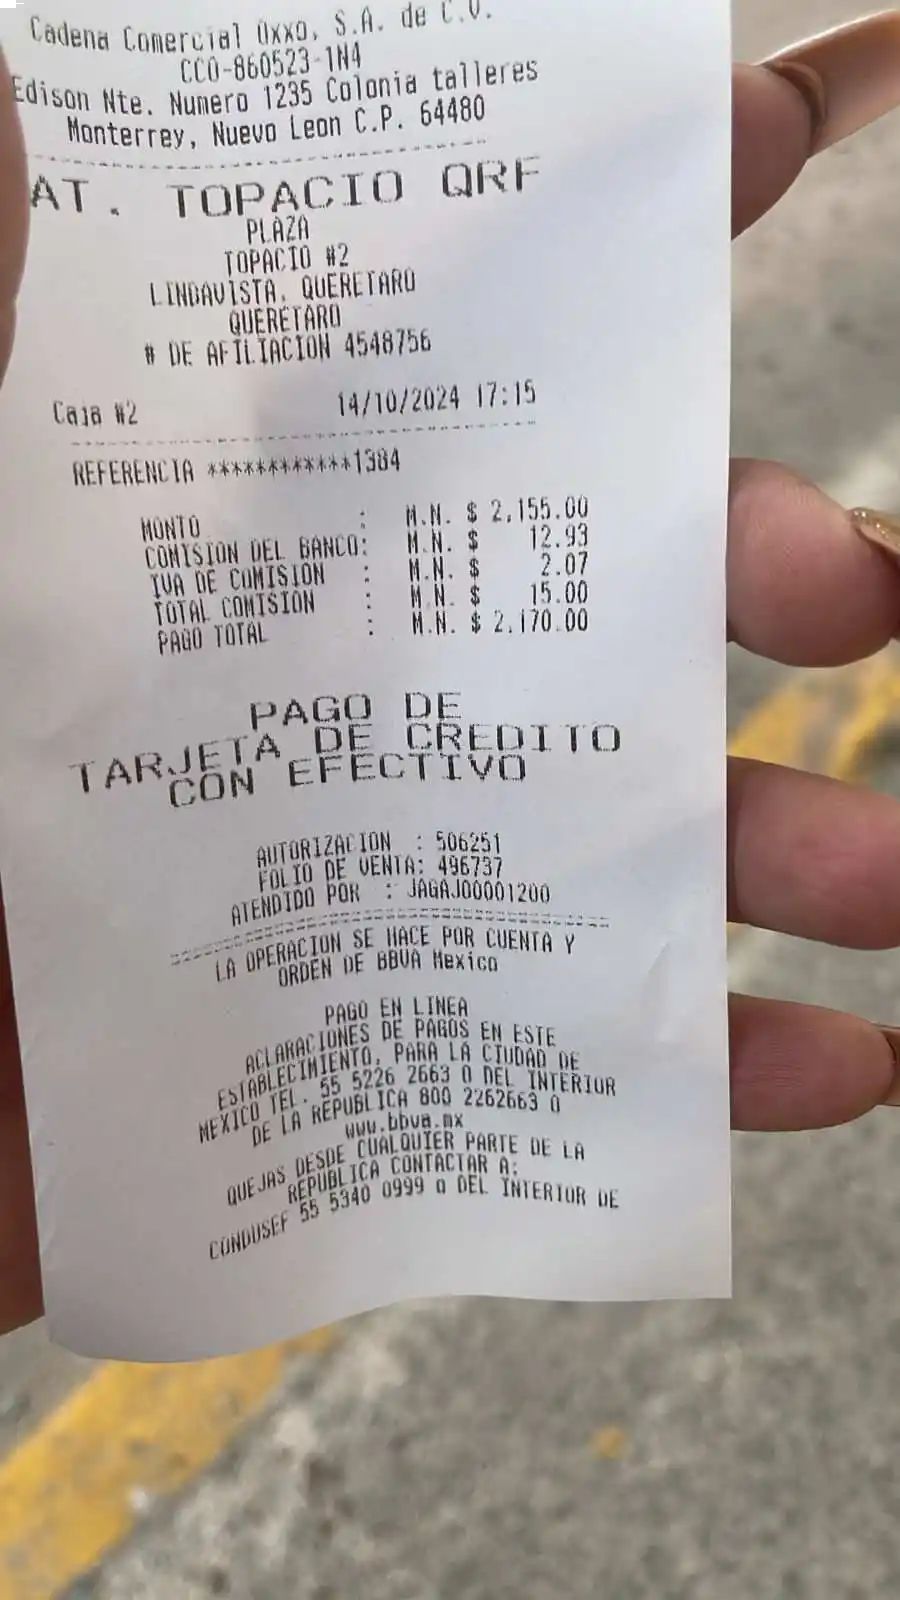 Cadena Comercial Oxxo, S.A. de C.V.
CCO-860523-1N4
Edison Nte. Numero 1235 Colonia talleres
Monterrey, Nuevo Leon C.P. 64480
AT. TOPACIO QRF
PLAZA
TOPACIO #2
LINDAVISTA, QUERETARO
QUERETARO
# DE AFILIACION 4548756
Caja #2 14/10/2024 17:15
REFERENCIA ************1384
MONTO : M.N. $ 2,155.00
COMISION DEL BANCO: M.N. $ 12.93
IVA DE COMISION : M.N. $ 2.07
TOTAL COMISION : M.N. $ 15.00
PAGO TOTAL : M.N. $ 2,170.00
PAGO DE
TARJETA DE CREDITO
CON EFECTIVO
AUTORIZACION : 506251
FOLIO DE VENTA: 496737
ATENDIDO POR : JAGAJ00001200
LA OPERACION SE HACE POR CUENTA Y
ORDEN DE BBVA Mexico
PAGO EN LINEA
ACLARACIONES DE PAGOS EN ESTE
ESTABLECIMIENTO, PARA LA CIUDAD DE
MEXICO TEL. 55 5226 2663 O DEL INTERIOR
DE LA REPUBLICA 800 2262663 O
www.bbva.mx
QUEJAS DESDE CUALQUIER PARTE DE LA
REPUBLICA CONTACTAR A:
CONDUSEF 55 5340 0999 o DEL INTERIOR DE